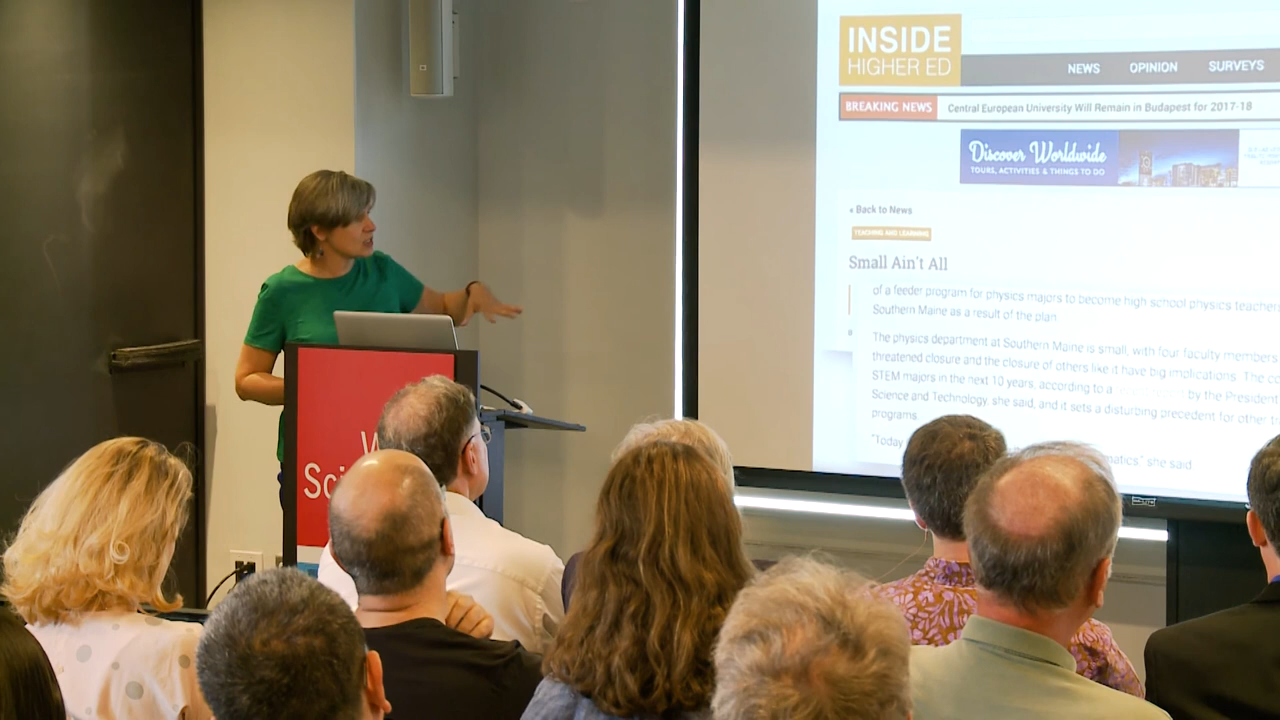 INSIDE
HIGHER ED
NEWS OPINION SURVEYS
BREAKING NEWS Central European University Will Remain in Budapest for 2017-18
Discover Worldwide
TOURS, ACTIVITIES & THINGS TO DO
« Back to News
TEACHING AND LEARNING
Small Ain't All
of a feeder program for physics majors to become high school physics teachers
Southern Maine as a result of the plan.
The physics department at Southern Maine is small, with four faculty members
threatened closure and the closure of others like it have big implications. The co
STEM majors in the next 10 years, according to a by the President
Science and Technology, she said, and it sets a disturbing precedent for other t
programs.
"Today matics" she said
W
Sci